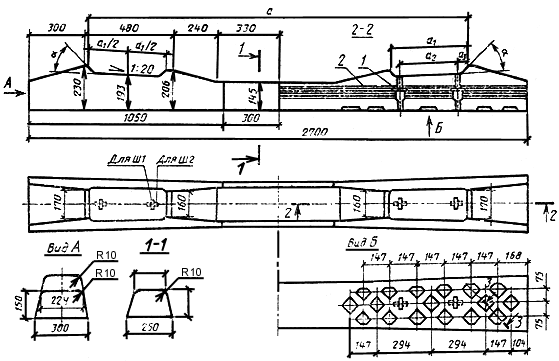 a
300 480 240 330 2-2
a₁/2 a₁/2 1 a₁
a₂ a₃
α 2 1 α
1:20
А
230 193 206 145
Б
1050 300
2700
1
Для Ш1 Для Ш2
170 160 2 160 170 2
Вид А 1-1 Вид Б
R10 R10
R10
147 147 147 147 147 168
150 224
75
75
3
300 250
147 294 294 147 104